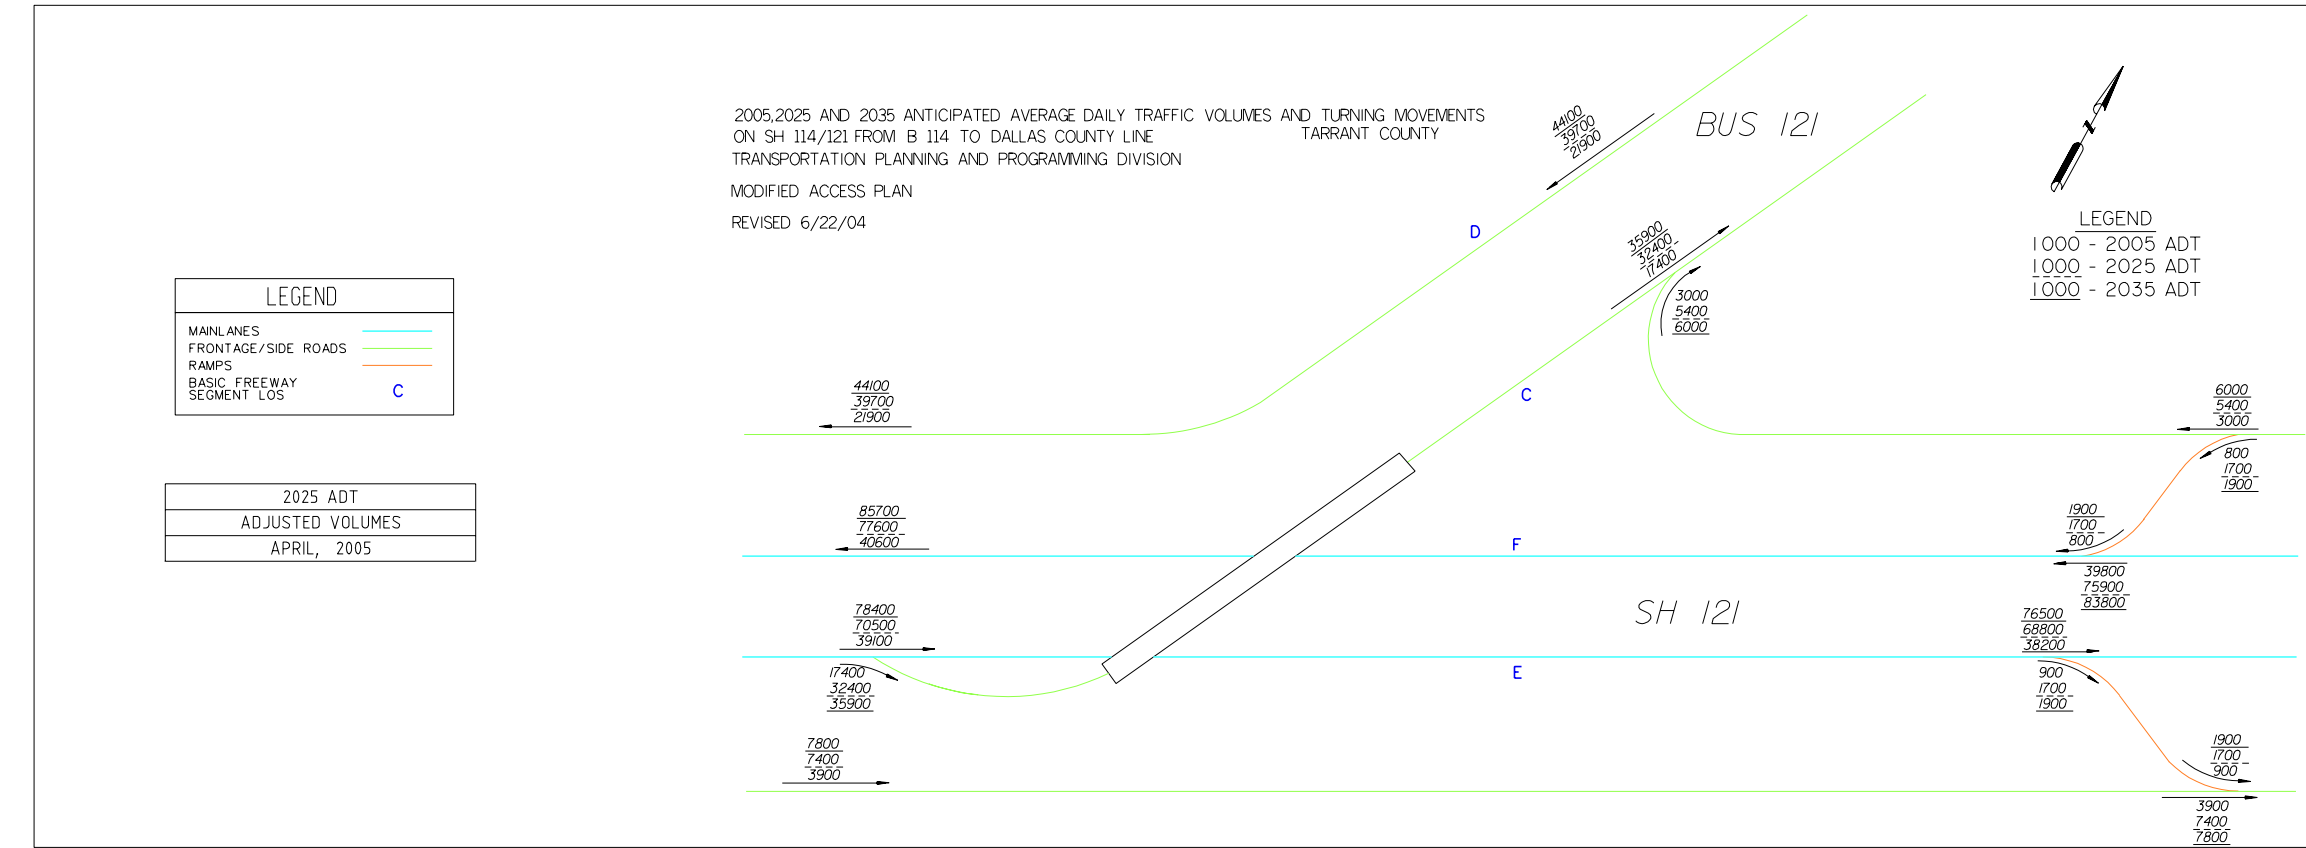 2005,2025 AND 2035 ANTICIPATED AVERAGE DAILY TRAFFIC VOLUMES AND TURNING MOVEMENTS
ON SH 114/121 FROM B 114 TO DALLAS COUNTY LINE TARRANT COUNTY
TRANSPORTATION PLANNING AND PROGRAMMING DIVISION
MODIFIED ACCESS PLAN
REVISED 6/22/04
44100
39700
21900
BUS 121
N
D
LEGEND
1000 - 2005 ADT
1000 - 2025 ADT
1000 - 2035 ADT
35900
32400
17400
3000
5400
6000
LEGEND
MAINLANES
FRONTAGE/SIDE ROADS
RAMPS
BASIC FREEWAY
SEGMENT LOS C
44100
39700
21900
C
6000
5400
3000
800
1700
1900
2025 ADT
ADJUSTED VOLUMES
APRIL, 2005
85700
77600
40600
F
1900
1700
800
39800
75900
83800
78400
70500
39100
SH 121
76500
68800
38200
17400
32400
35900
E
900
1700
1900
7800
7400
3900
1900
1700
900
3900
7400
7800